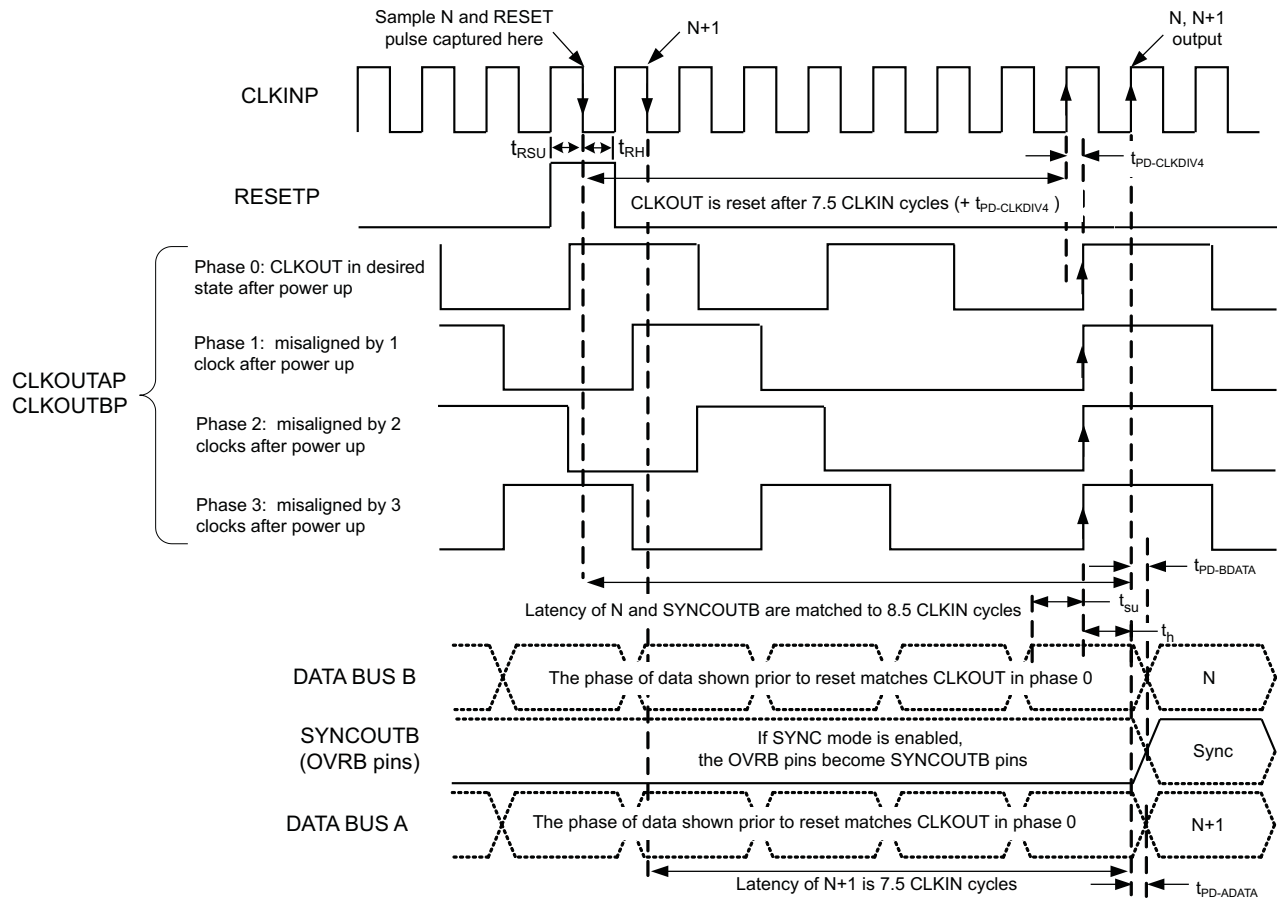 Sample N and RESET
pulse captured here
N+1
N, N+1
output
CLKINP
tRSU
tRH
tPD-CLKDIV4
RESETP
CLKOUT is reset after 7.5 CLKIN cycles (+ tPD-CLKDIV4 )
Phase 0: CLKOUT in desired
state after power up
Phase 1: misaligned by 1
clock after power up
CLKOUTAP
CLKOUTBP
Phase 2: misaligned by 2
clocks after power up
Phase 3: misaligned by 3
clocks after power up
tPD-BDATA
Latency of N and SYNCOUTB are matched to 8.5 CLKIN cycles
tsu
th
DATA BUS B
The phase of data shown prior to reset matches CLKOUT in phase 0
N
SYNCOUTB
(OVRB pins)
If SYNC mode is enabled,
the OVRB pins become SYNCOUTB pins
Sync
DATA BUS A
The phase of data shown prior to reset matches CLKOUT in phase 0
N+1
Latency of N+1 is 7.5 CLKIN cycles
tPD-ADATA